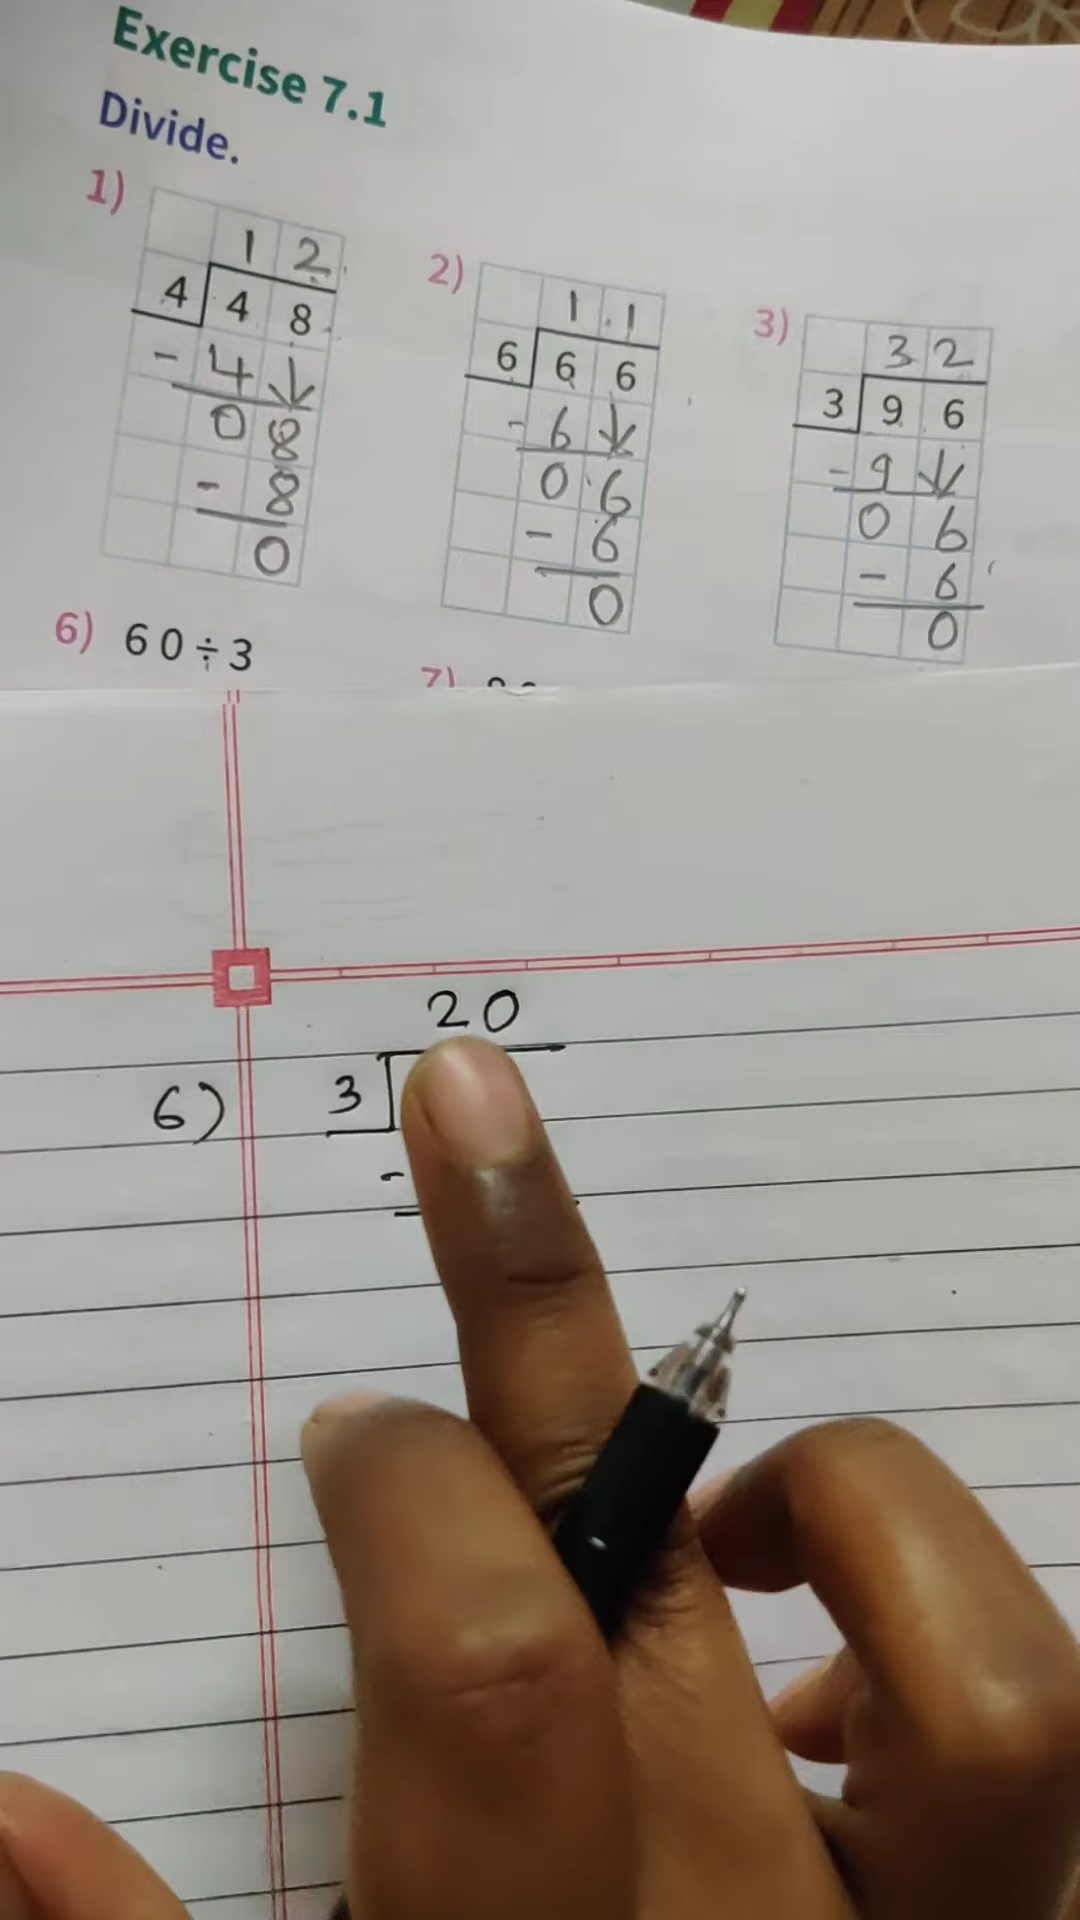 Exercise 7.1
Divide.
1)
1 2
4 4 8
- 4 ↓
0 8
- 8
0
2)
1 1
6 6 6
- 6 ↓
0 6
- 6
0
3)
3 2
3 9 6
- 9 ↓
0 6
- 6
0
6) 60÷3
7)
20
6) 3
-